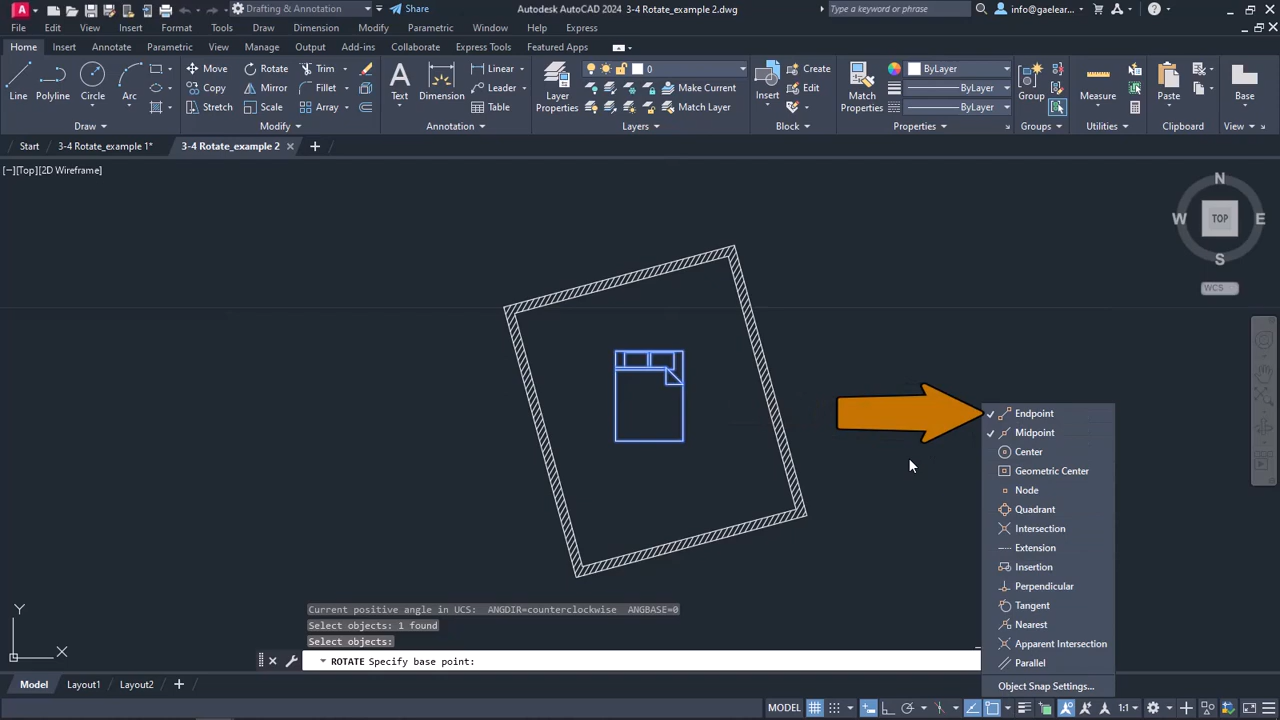 A Drafting & Annotation Share Autodesk AutoCAD 2024 3-4 Rotate_example 2.dwg Type a keyword or phrase info@gaelear... ?
File Edit View Insert Format Tools Draw Dimension Modify Parametric Window Help Express
Home Insert Annotate Parametric View Manage Output Add-ins Collaborate Express Tools Featured Apps
Line Polyline Circle Arc
Move Rotate Trim
Copy Mirror Fillet
Stretch Scale Array
Text Dimension
Linear
Leader
Table
Layer Properties
0
Make Current
Match Layer
Insert
Create
Edit
Match Properties
ByLayer
ByLayer
ByLayer
Group Measure Paste Base
Draw Modify Annotation Layers Block Properties Groups Utilities Clipboard View
Start 3-4 Rotate_example 1* 3-4 Rotate_example 2
[−][Top][2D Wireframe]
N
W TOP E
S
WCS
Endpoint
Midpoint
Center
Geometric Center
Node
Quadrant
Intersection
Extension
Insertion
Perpendicular
Tangent
Nearest
Apparent Intersection
Parallel
Object Snap Settings...
Y
X
Current positive angle in UCS: ANGDIR=counterclockwise ANGBASE=0
Select objects: 1 found
Select objects:
ROTATE Specify base point:
Model Layout1 Layout2
MODEL 1:1